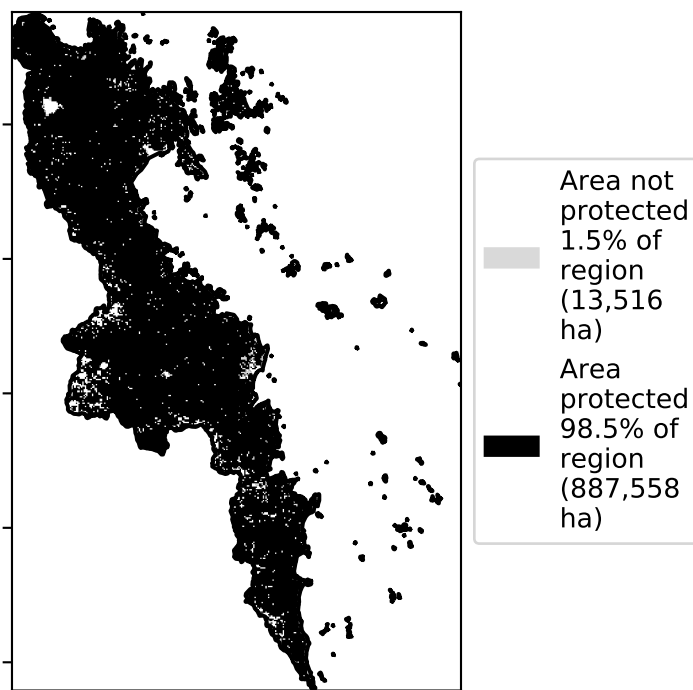 Area not
protected
1.5% of
region
(13,516
ha)
Area
protected
98.5% of
region
(887,558
ha)